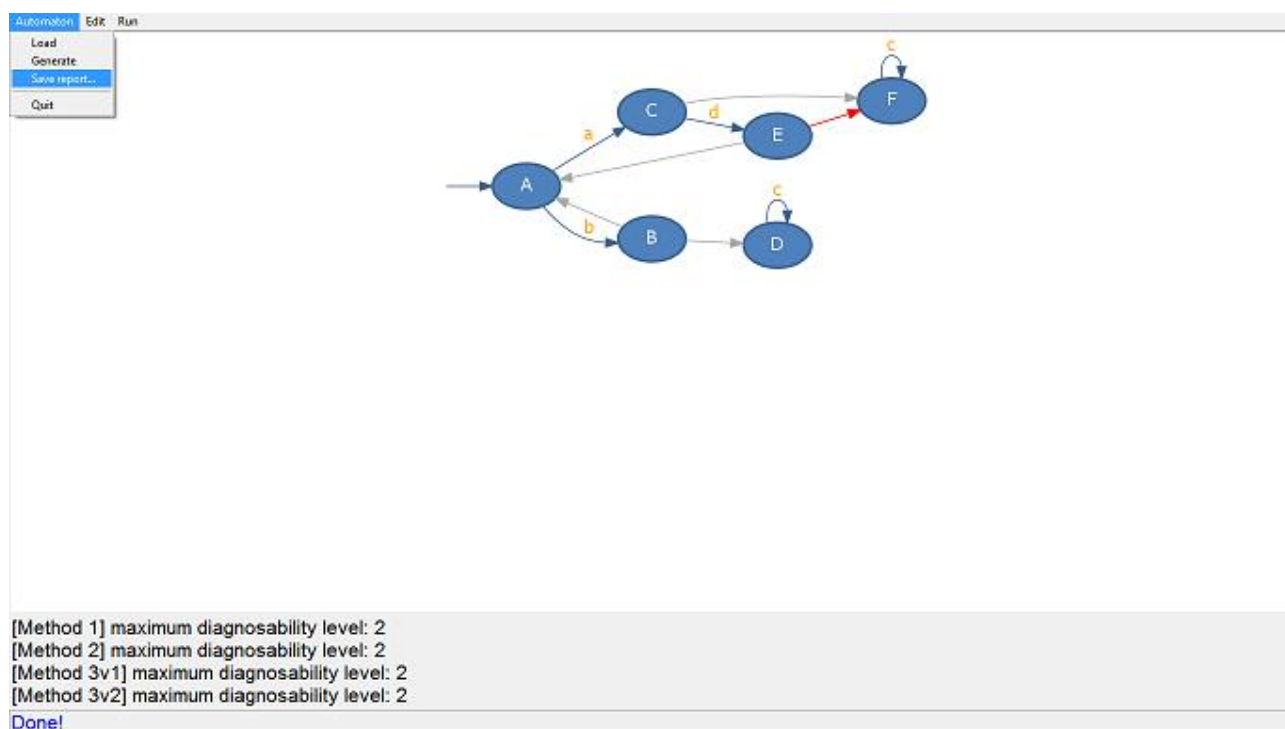 Automaton Edit Run
Load
Generate
Save report...
Quit
c
F
C
d
E
a
A
c
b
B
D
[Method 1] maximum diagnosability level: 2
[Method 2] maximum diagnosability level: 2
[Method 3v1] maximum diagnosability level: 2
[Method 3v2] maximum diagnosability level: 2
Done!